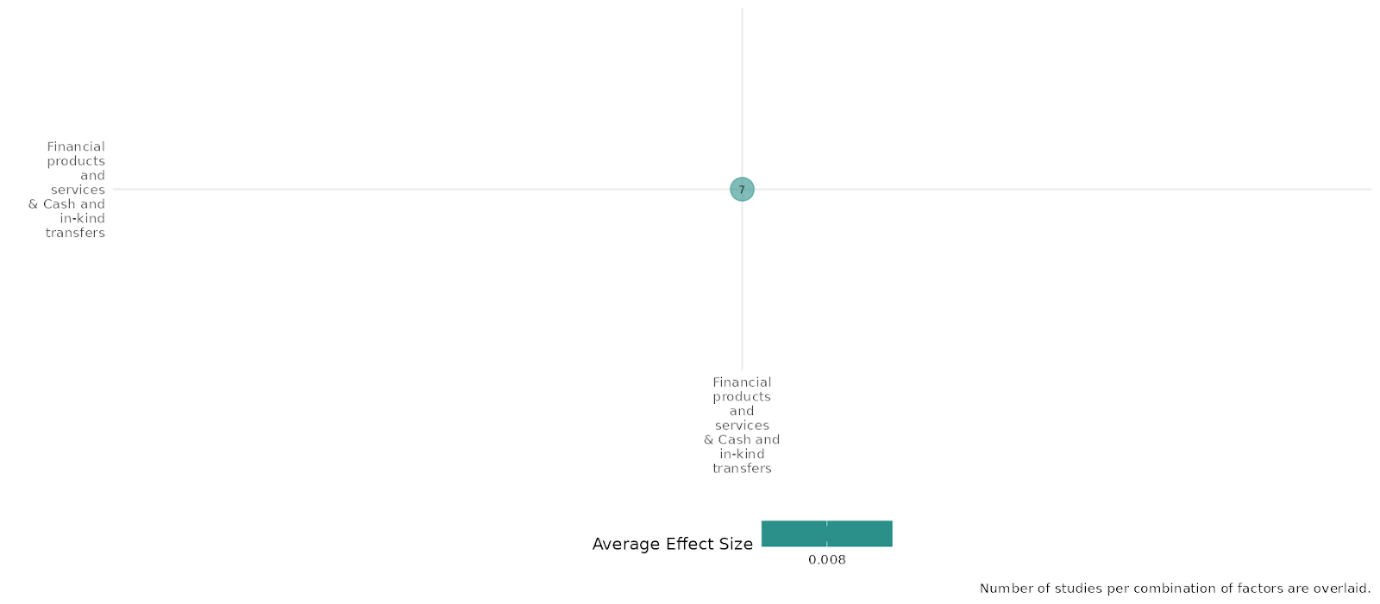 Financial
products
and
services
& Cash and
in-kind
transfers
7
Financial
products
and
services
& Cash and
in-kind
transfers
Average Effect Size
0.008
Number of studies per combination of factors are overlaid.